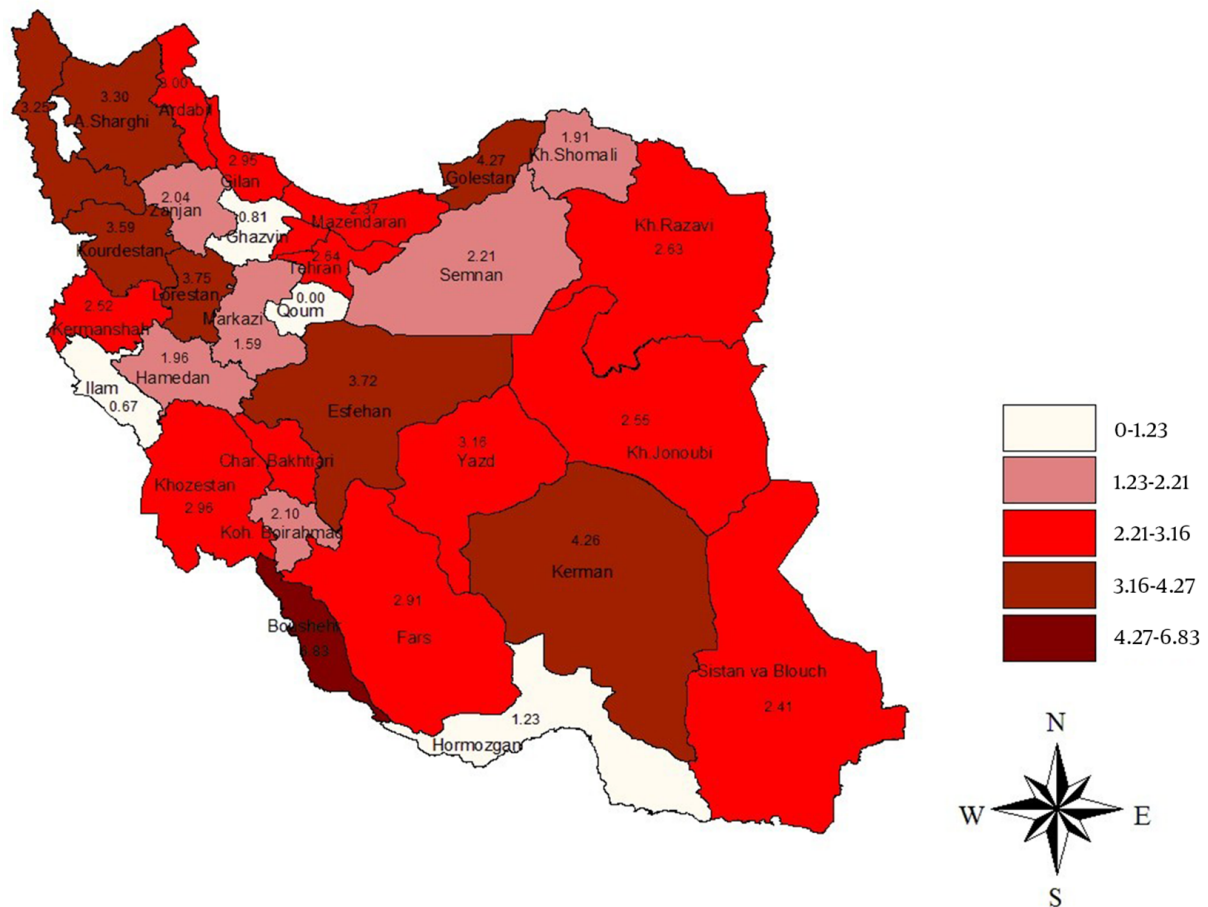 3.00
Ardabil
3.30
A.Sharghi
3.25
1.91
Kh.Shomali
4.27
Golestan
2.95
Gilan
2.04
Zanjan
0.81
Ghazvin
2.37
Mazendaran
Kh.Razavi
2.63
3.59
Kourdestan
2.64
Tehran
2.21
Semnan
3.75
Lorestan
0.00
Qoum
2.52
Kermanshah
Markazi
1.59
1.96
Hamedan
Ilam
0.67
3.72
Esfehan
2.55
Kh.Jonoubi
3.16
Yazd
Char. Bakhtiari
Khozestan
2.96
2.10
Koh. Boirahmad
4.26
Kerman
2.91
Fars
Boushehr
6.83
Sistan va Blouch
2.41
1.23
Hormozgan
0-1.23
1.23-2.21
2.21-3.16
3.16-4.27
4.27-6.83
N
W E
S